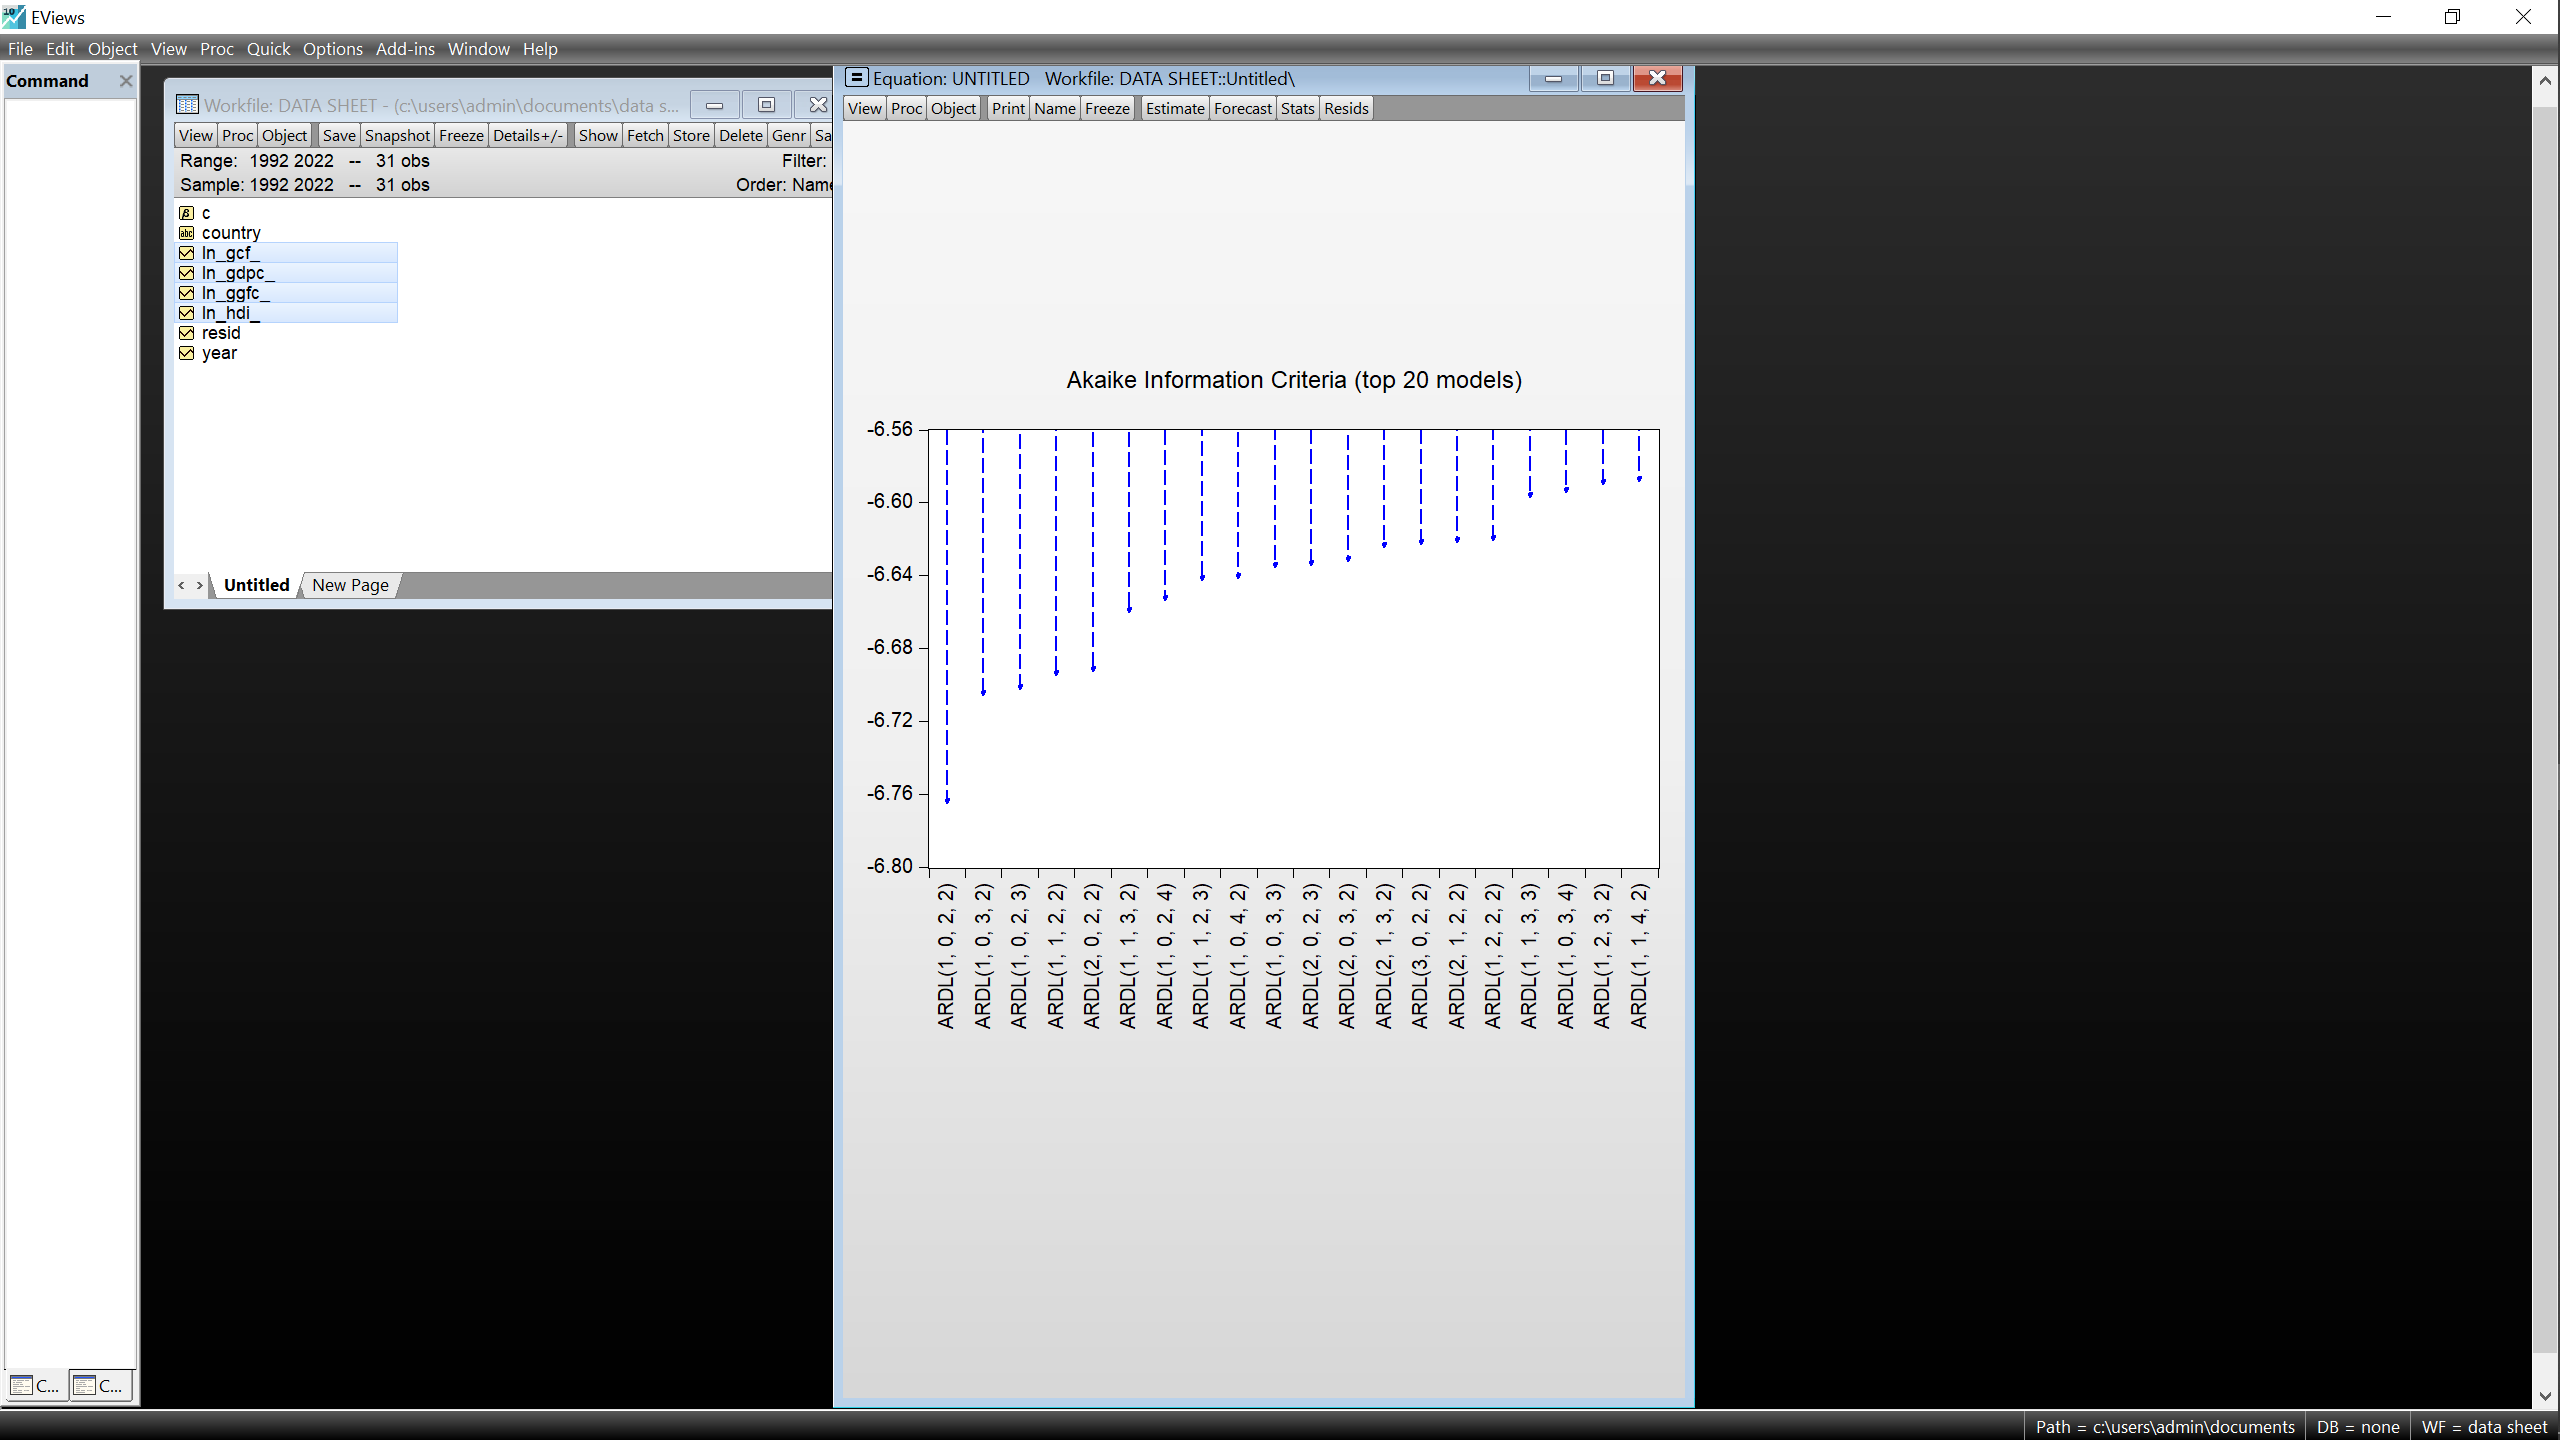 10
EViews
File Edit Object View Proc Quick Options Add-ins Window Help
Command
Workfile: DATA SHEET - (c:\users\admin\documents\data s...
View Proc Object Save Snapshot Freeze Details+/- Show Fetch Store Delete Genr Sa
Range: 1992 2022 -- 31 obs Filter:
Sample: 1992 2022 -- 31 obs Order: Name
β c
abc country
ln_gcf_
ln_gdpc_
ln_ggfc_
ln_hdi_
resid
year
Untitled New Page
Equation: UNTITLED Workfile: DATA SHEET::Untitled\
View Proc Object Print Name Freeze Estimate Forecast Stats Resids
Akaike Information Criteria (top 20 models)
-6.56
-6.60
-6.64
-6.68
-6.72
-6.76
-6.80
ARDL(1, 0, 2, 2)
ARDL(1, 0, 3, 2)
ARDL(1, 0, 2, 3)
ARDL(1, 1, 2, 2)
ARDL(2, 0, 2, 2)
ARDL(1, 1, 3, 2)
ARDL(1, 0, 2, 4)
ARDL(1, 1, 2, 3)
ARDL(1, 0, 4, 2)
ARDL(1, 0, 3, 3)
ARDL(2, 0, 2, 3)
ARDL(2, 0, 3, 2)
ARDL(2, 1, 3, 2)
ARDL(3, 0, 2, 2)
ARDL(2, 1, 2, 2)
ARDL(1, 2, 2, 2)
ARDL(1, 1, 3, 3)
ARDL(1, 0, 3, 4)
ARDL(1, 2, 3, 2)
ARDL(1, 1, 4, 2)
C... C...
Path = c:\users\admin\documents DB = none WF = data sheet